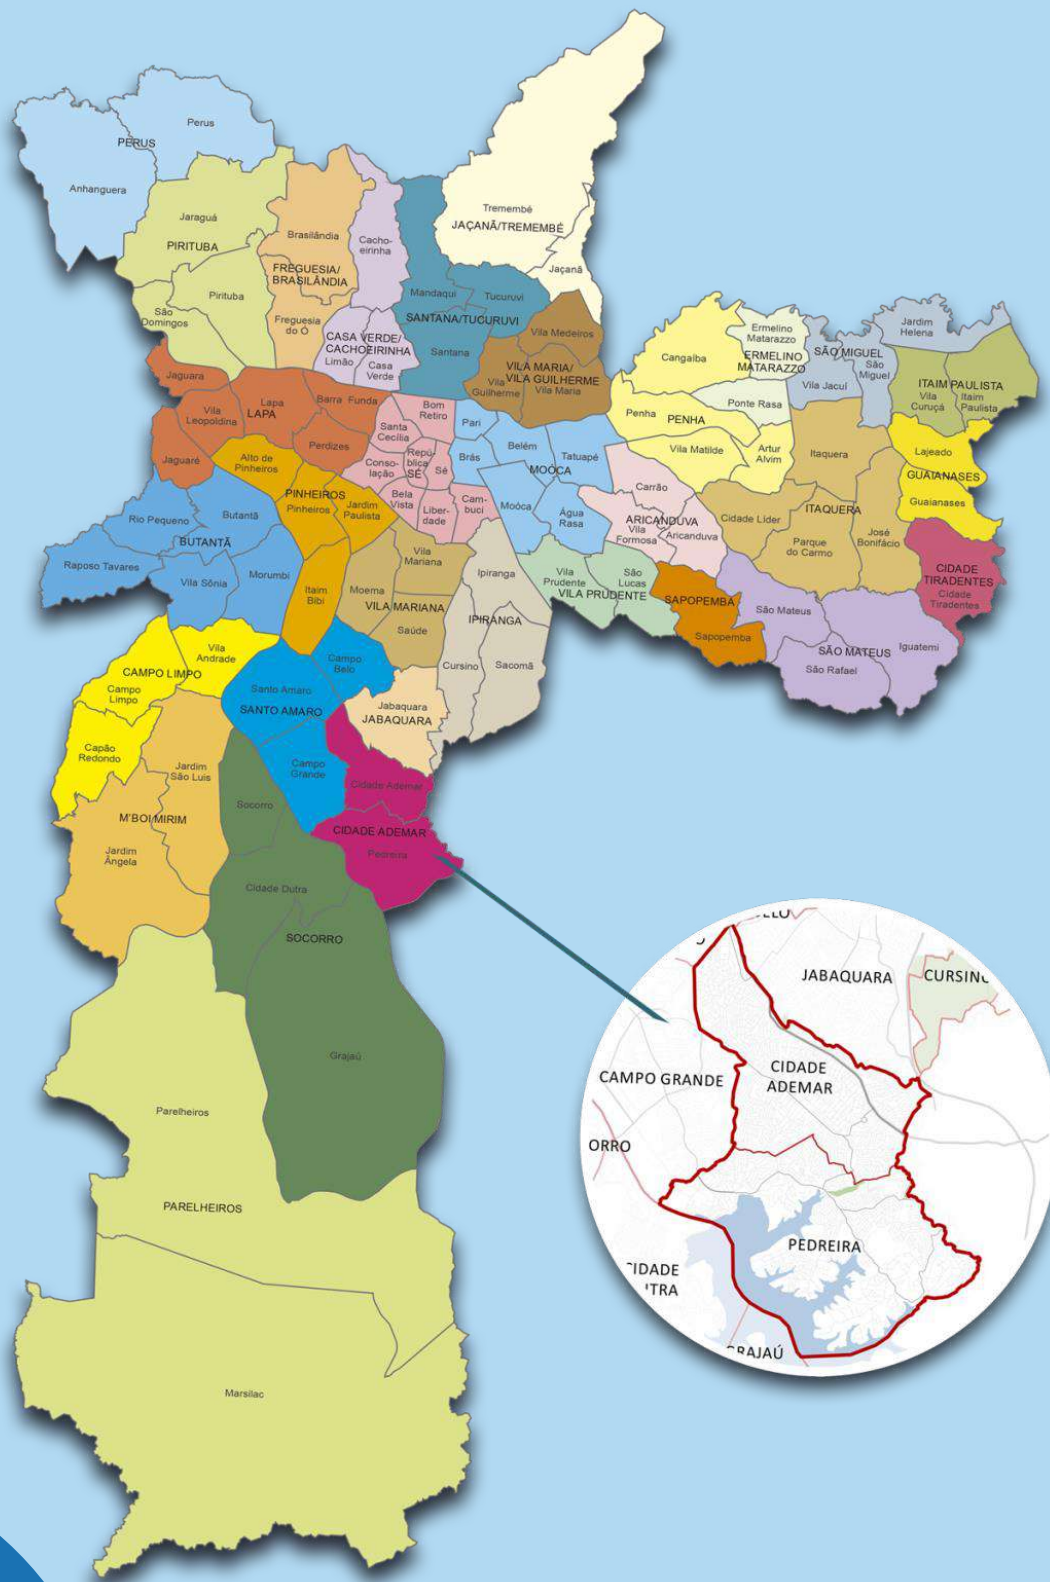 Perus
PERUS
Anhanguera
Jaraguá
PIRITUBA
Pirituba
São
Domingos
Brasilândia
FREGUESIA/
BRASILÂNDIA
Freguesia
do Ó
Cacho-
eirinha
CASA VERDE/
CACHOEIRINHA
Limão
Casa
Verde
Tremembé
JAÇANÃ/TREMEMBÉ
Jaçanã
Mandaqui
Tucuruvi
SANTANA/TUCURUVI
Santana
Vila Medeiros
VILA MARIA/
VILA GUILHERME
Vila
Guilherme
Vila Maria
Cangaíba
Penha
PENHA
Vila Matilde
Artur
Alvim
Ermelino
Matarazzo
ERMELINO
MATARAZZO
Ponte Rasa
SÃO MIGUEL
São
Miguel
Vila Jacuí
Jardim
Helena
ITAIM PAULISTA
Vila
Curuçá
Itaim
Paulista
Lajeado
GUAIANASES
Guaianases
Jaguara
Lapa
LAPA
Vila
Leopoldina
Barra Funda
Perdizes
Jaguaré
Bom
Retiro
Santa
Cecília
Repú-
blica
SÉ
Sé
Conso-
lação
Bela
Vista
Liber-
dade
Cam-
buci
Pari
Brás
Belém
Tatuapé
MOÓCA
Moóca
Água
Rasa
Carrão
ARICANDUVA
Vila
Formosa
Aricanduva
Itaquera
ITAQUERA
Cidade Líder
Parque
do Carmo
José
Bonifácio
CIDADE
TIRADENTES
Cidade
Tiradentes
Alto de
Pinheiros
PINHEIROS
Pinheiros
Jardim
Paulista
Itaim
Bibi
Rio Pequeno
Butantã
BUTANTÃ
Raposo Tavares
Vila Sônia
Morumbi
Vila
Mariana
Moema
VILA MARIANA
Saúde
Ipiranga
IPIRANGA
Cursino
Sacomã
Vila
Prudente
São
Lucas
VILA PRUDENTE
SAPOPEMBA
Sapopemba
São Mateus
SÃO MATEUS
Iguatemi
São Rafael
Vila
Andrade
CAMPO LIMPO
Campo
Limpo
Capão
Redondo
Campo
Belo
Santo Amaro
SANTO AMARO
Campo
Grande
Jabaquara
JABAQUARA
Jardim
São Luis
M'BOI MIRIM
Jardim
Ângela
Socorro
Cidade Dutra
SOCORRO
Grajaú
Cidade Ademar
CIDADE ADEMAR
Pedreira
Parelheiros
PARELHEIROS
Marsilac
ELO
O
JABAQUARA
CURSINO
CIDADE
ADEMAR
CAMPO GRANDE
ORRO
PEDREIRA
CIDADE
UTRA
GRAJAÚ